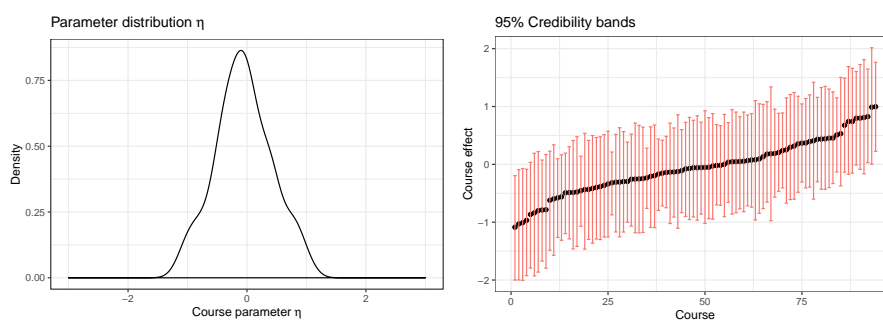 Parameter distribution η
0.75
0.50
0.25
0.00
Density
−2
0
2
Course parameter η
95% Credibility bands
2
1
0
−1
−2
Course effect
0
25
50
75
Course